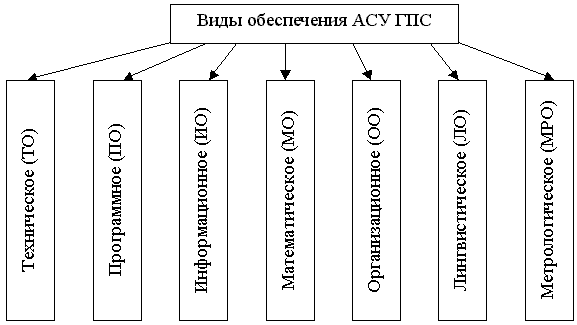 Виды обеспечения АСУ ГПС
Техническое (ТО)
Программное (ПО)
Информационное (ИО)
Математическое (МО)
Организационное (ОО)
Лингвистическое (ЛО)
Метрологическое (МРО)